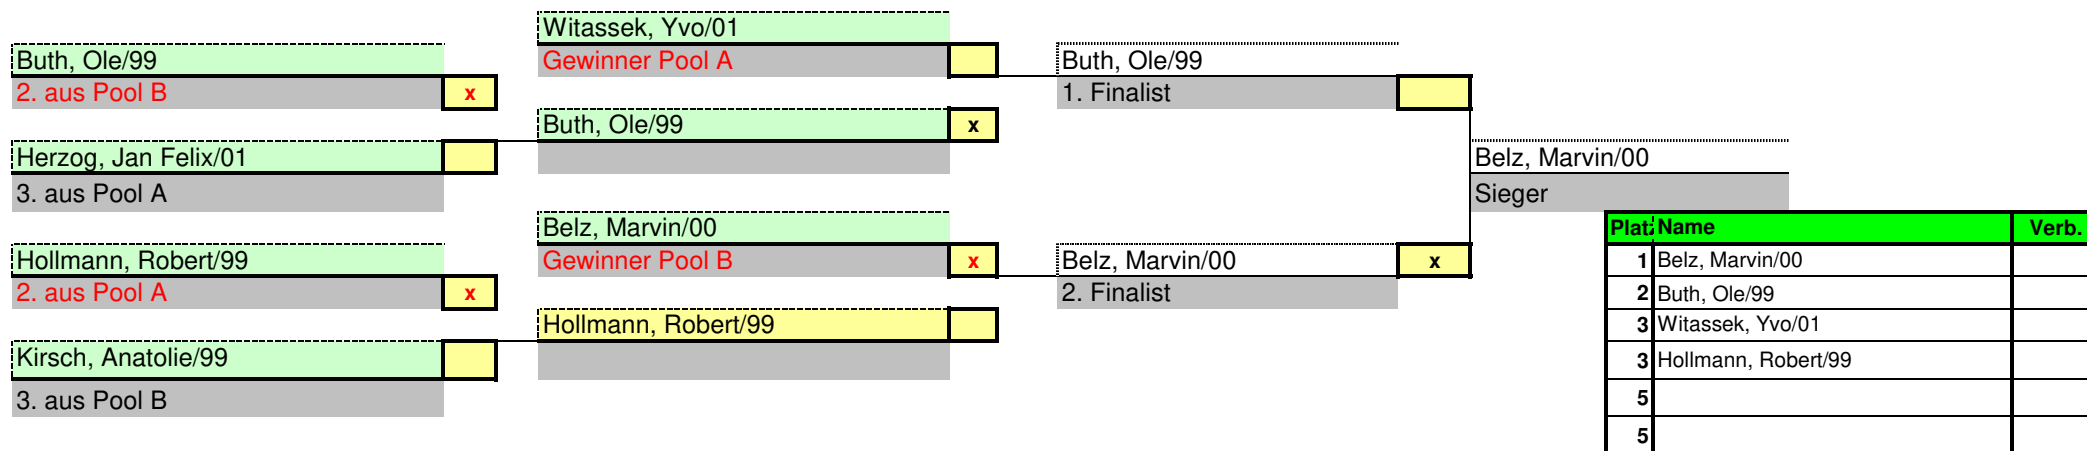 Buth, Ole/99
2. aus Pool B x
Herzog, Jan Felix/01
3. aus Pool A
Hollmann, Robert/99
2. aus Pool A x
Kirsch, Anatolie/99
3. aus Pool B
Witassek, Yvo/01
Gewinner Pool A
Buth, Ole/99 x
Belz, Marvin/00
Gewinner Pool B x
Hollmann, Robert/99
Buth, Ole/99
1. Finalist
Belz, Marvin/00 x
2. Finalist
Belz, Marvin/00
Sieger
Platz Name Verb.
1 Belz, Marvin/00
2 Buth, Ole/99
3 Witassek, Yvo/01
3 Hollmann, Robert/99
5
5